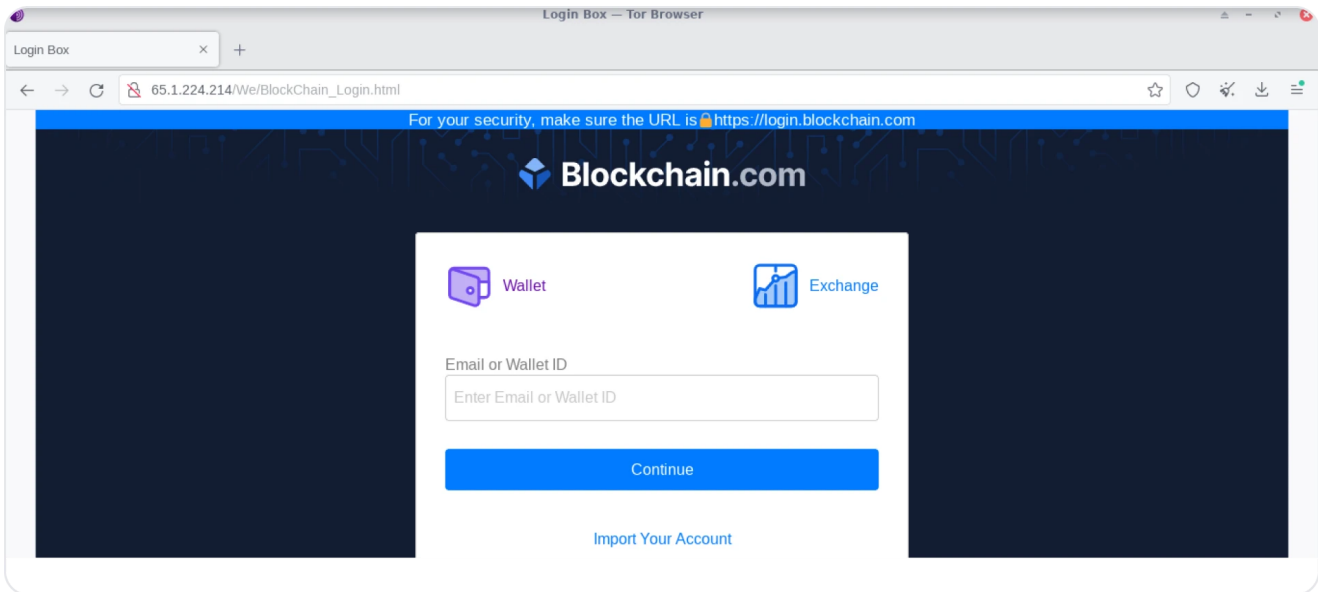 Login Box — Tor Browser
Login Box
65.1.224.214/We/BlockChain_Login.html
For your security, make sure the URL is🔒https://login.blockchain.com
Blockchain.com
Wallet Exchange
Email or Wallet ID
Enter Email or Wallet ID
Continue
Import Your Account